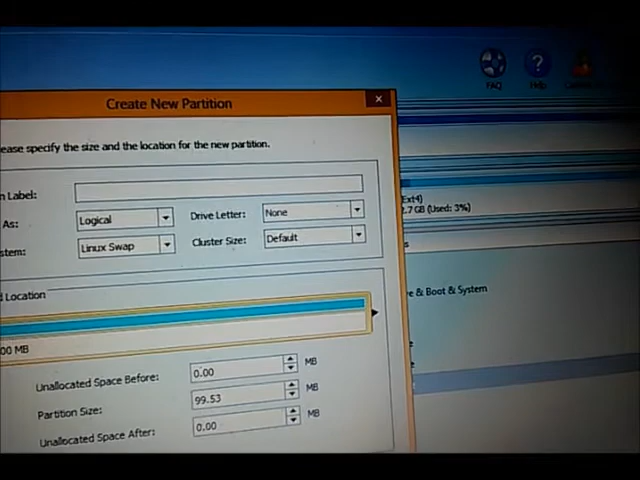 FAQ
Help
Create New Partition
ease specify the size and the location for the new partition.
n Label:
As:
Logical
Drive Letter:
None
stem:
Linux Swap
Cluster Size:
Default
Ext4)
.7 GB (Used: 3%)
s
d Location
e & Boot & System
00 MB
Unallocated Space Before:
0.00
MB
Partition Size:
99.53
MB
Unallocated Space After:
0.00
MB